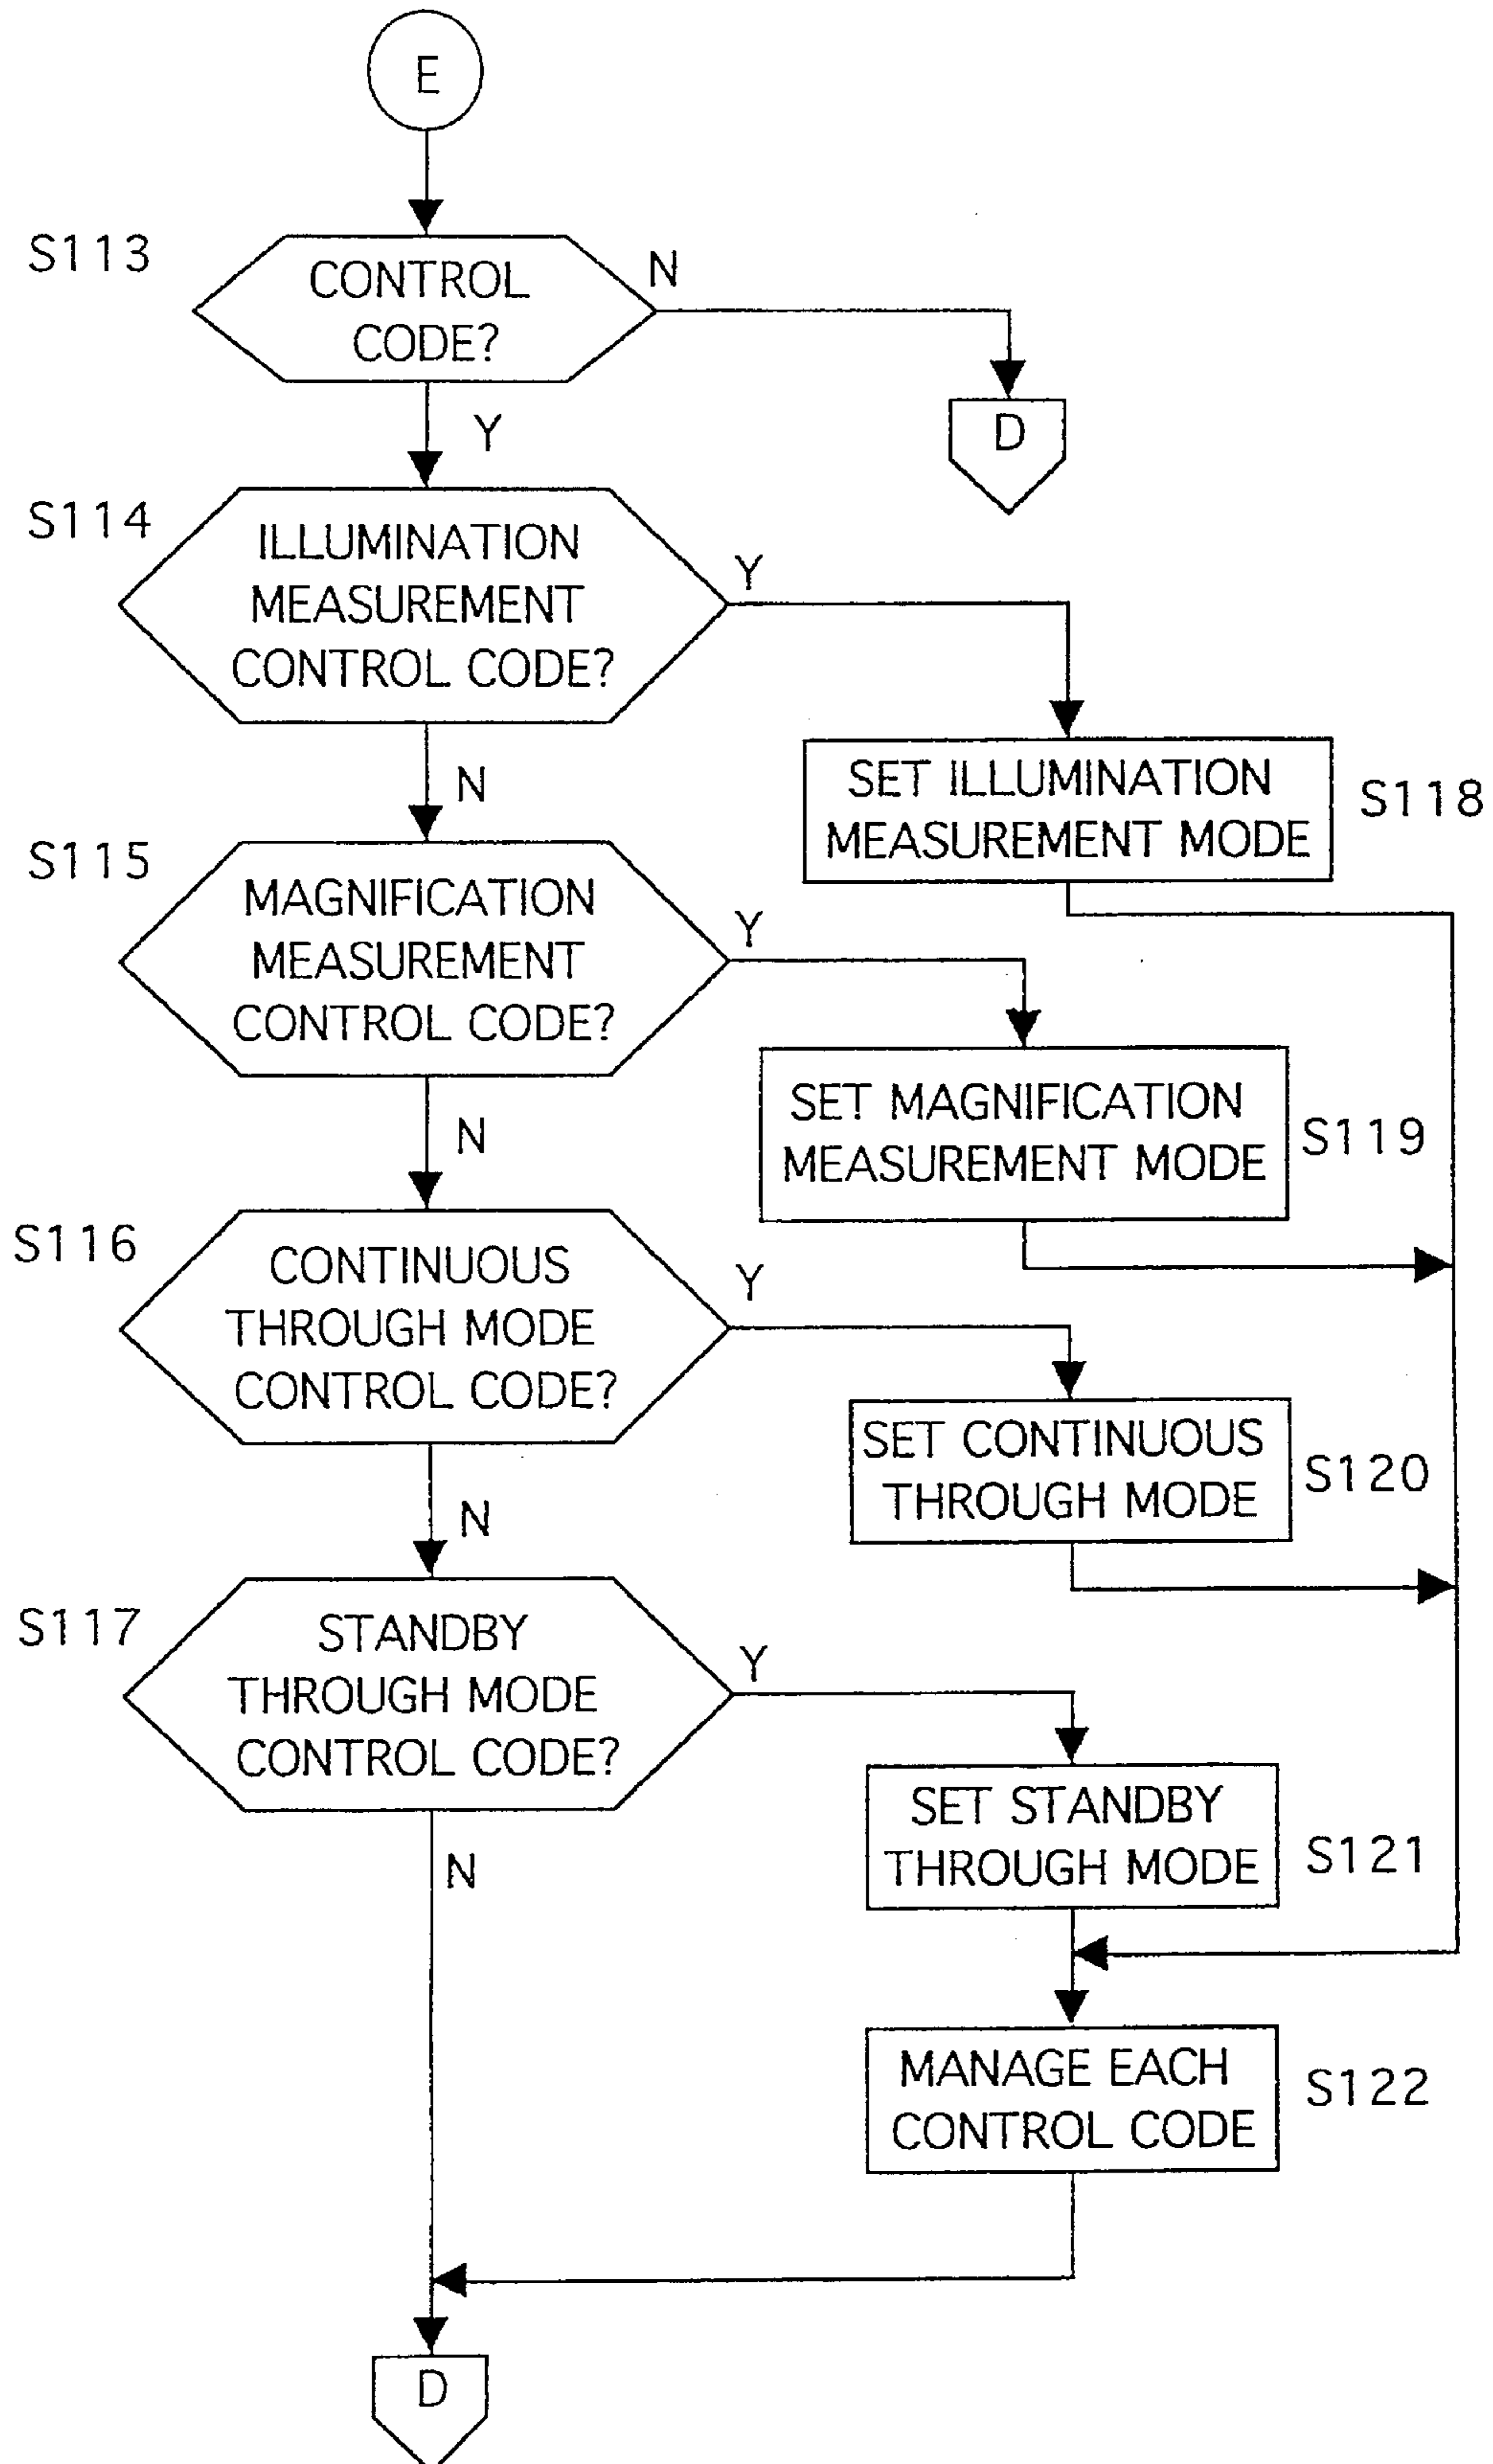 E
S113
CONTROL
CODE?
N
D
Y
S114
ILLUMINATION
MEASUREMENT
CONTROL CODE?
Y
N
SET ILLUMINATION
MEASUREMENT MODE
S118
S115
MAGNIFICATION
MEASUREMENT
CONTROL CODE?
Y
N
SET MAGNIFICATION
MEASUREMENT MODE
S119
S116
CONTINUOUS
THROUGH MODE
CONTROL CODE?
Y
N
SET CONTINUOUS
THROUGH MODE
S120
S117
STANDBY
THROUGH MODE
CONTROL CODE?
Y
N
SET STANDBY
THROUGH MODE
S121
MANAGE EACH
CONTROL CODE
S122
D